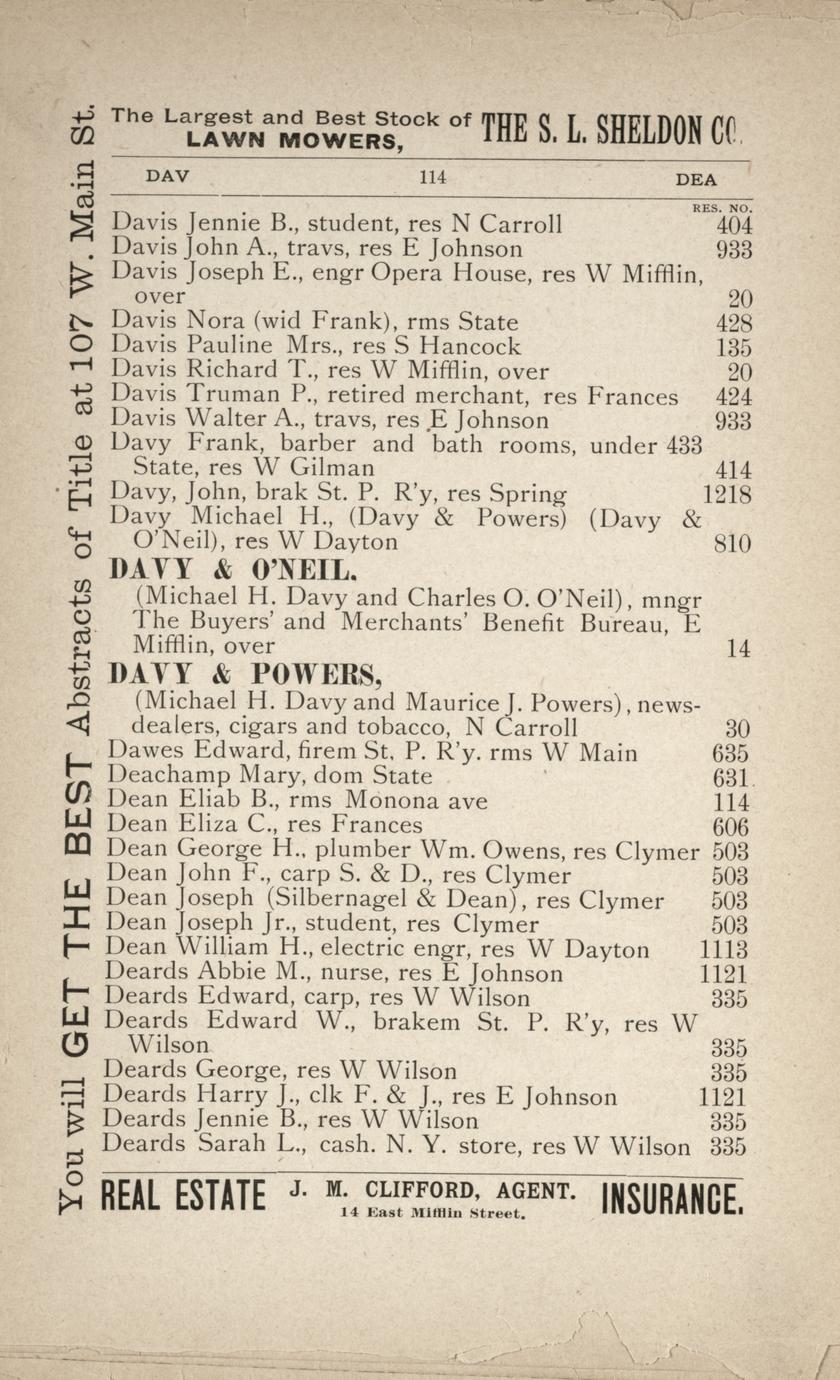 The Largest and Best Stock of
LAWN MOWERS,
THE S. L. SHELDON CO.
DAV 114 DEA
RES. NO.
Davis Jennie B., student, res N Carroll 404
Davis John A., travs, res E Johnson 933
Davis Joseph E., engr Opera House, res W Mifflin,
over 20
Davis Nora (wid Frank), rms State 428
Davis Pauline Mrs., res S Hancock 135
Davis Richard T., res W Mifflin, over 20
Davis Truman P., retired merchant, res Frances 424
Davis Walter A., travs, res E Johnson 933
Davy Frank, barber and bath rooms, under 433
State, res W Gilman 414
Davy, John, brak St. P. R'y, res Spring 1218
Davy Michael H., (Davy & Powers) (Davy &
O'Neil), res W Dayton 810
DAVY & O'NEIL.
(Michael H. Davy and Charles O. O'Neil), mngr
The Buyers' and Merchants' Benefit Bureau, E
Mifflin, over 14
DAVY & POWERS,
(Michael H. Davy and Maurice J. Powers), news-
dealers, cigars and tobacco, N Carroll 30
Dawes Edward, firem St. P. R'y. rms W Main 635
Deachamp Mary, dom State 631
Dean Eliab B., rms Monona ave 114
Dean Eliza C., res Frances 606
Dean George H., plumber Wm. Owens, res Clymer 503
Dean John F., carp S. & D., res Clymer 503
Dean Joseph (Silbernagel & Dean), res Clymer 503
Dean Joseph Jr., student, res Clymer 503
Dean William H., electric engr, res W Dayton 1113
Deards Abbie M., nurse, res E Johnson 1121
Deards Edward, carp, res W Wilson 335
Deards Edward W., brakem St. P. R'y, res W
Wilson 335
Deards George, res W Wilson 335
Deards Harry J., clk F. & J., res E Johnson 1121
Deards Jennie B., res W Wilson 335
Deards Sarah L., cash. N. Y. store, res W Wilson 335
REAL ESTATE J. M. CLIFFORD, AGENT. INSURANCE.
14 East Mifflin Street.
You will GET THE BEST Abstracts of Title at 107 W. Main St.